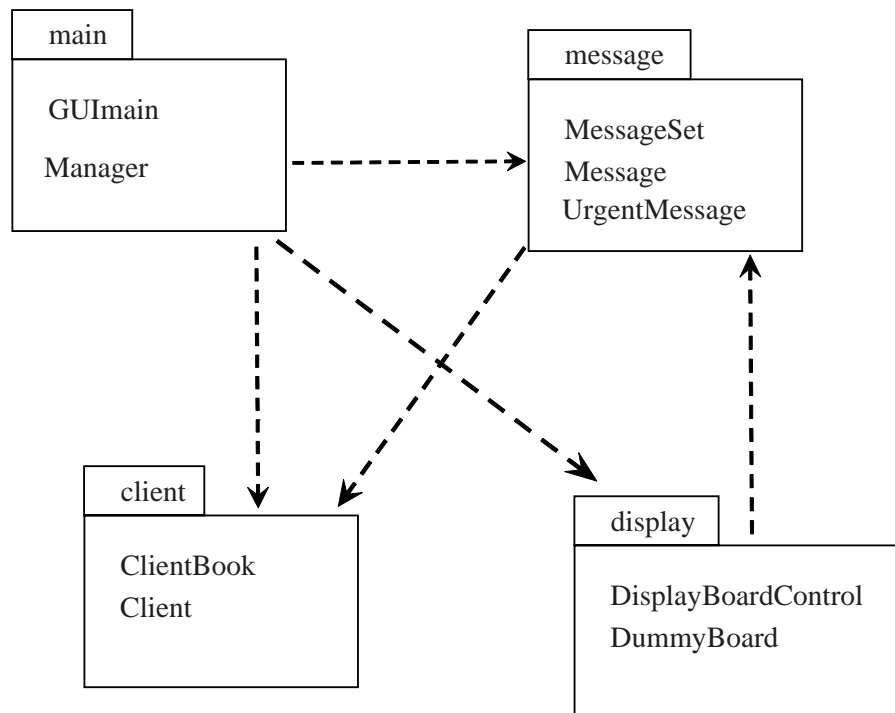 main
GUImain
Manager
message
MessageSet
Message
UrgentMessage
client
ClientBook
Client
display
DisplayBoardControl
DummyBoard